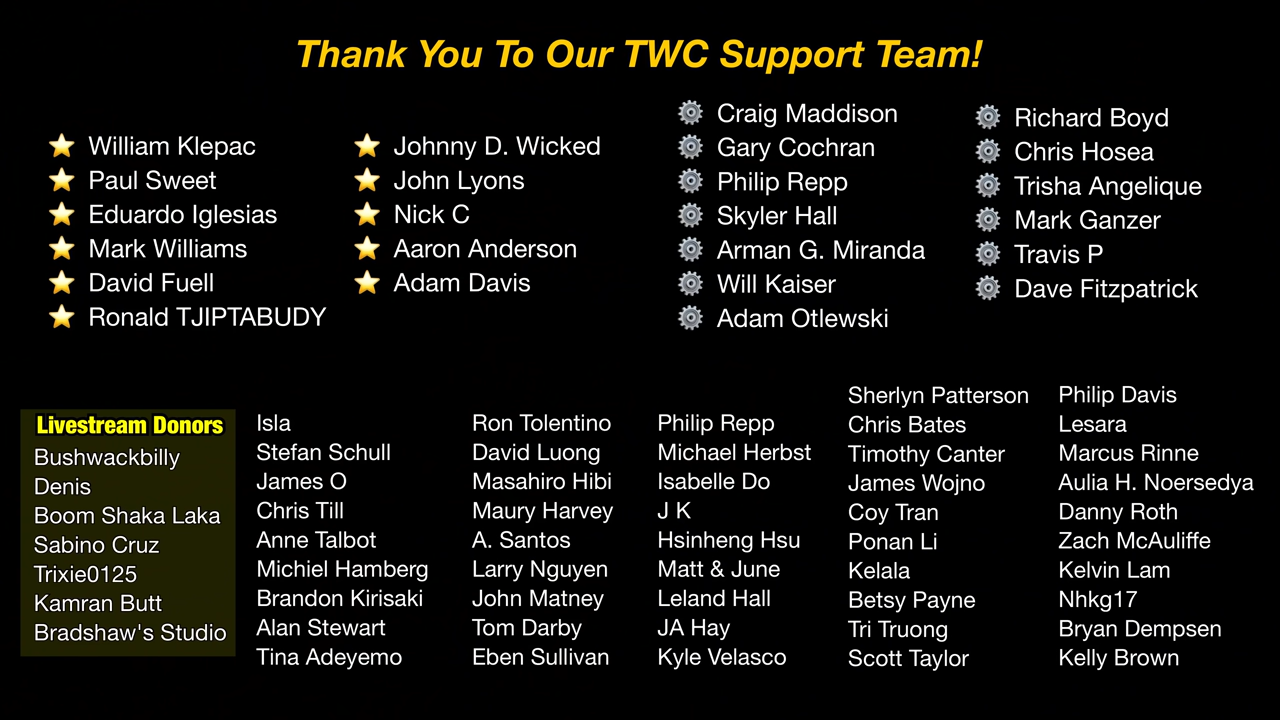 Thank You To Our TWC Support Team!
William Klepac
Paul Sweet
Eduardo Iglesias
Mark Williams
David Fuell
Ronald TJIPTABUDY
Johnny D. Wicked
John Lyons
Nick C
Aaron Anderson
Adam Davis
Craig Maddison
Gary Cochran
Philip Repp
Skyler Hall
Arman G. Miranda
Will Kaiser
Adam Otlewski
Richard Boyd
Chris Hosea
Trisha Angelique
Mark Ganzer
Travis P
Dave Fitzpatrick
Livestream Donors
Bushwackbilly
Denis
Boom Shaka Laka
Sabino Cruz
Trixie0125
Kamran Butt
Bradshaw's Studio
Isla
Stefan Schull
James O
Chris Till
Anne Talbot
Michiel Hamberg
Brandon Kirisaki
Alan Stewart
Tina Adeyemo
Ron Tolentino
David Luong
Masahiro Hibi
Maury Harvey
A. Santos
Larry Nguyen
John Matney
Tom Darby
Eben Sullivan
Philip Repp
Michael Herbst
Isabelle Do
J K
Hsinheng Hsu
Matt & June
Leland Hall
JA Hay
Kyle Velasco
Sherlyn Patterson
Chris Bates
Timothy Canter
James Wojno
Coy Tran
Ponan Li
Kelala
Betsy Payne
Tri Truong
Scott Taylor
Philip Davis
Lesara
Marcus Rinne
Aulia H. Noersedya
Danny Roth
Zach McAuliffe
Kelvin Lam
Nhkg17
Bryan Dempsen
Kelly Brown